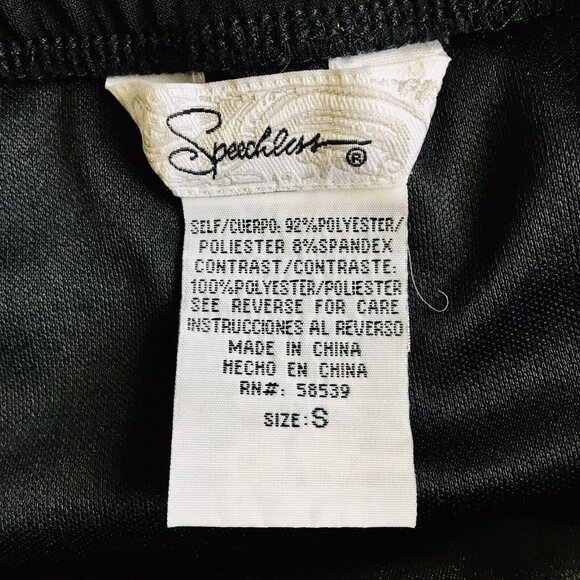 Speechless ®
SELF/CUERPO: 92%POLYESTER/
POLIESTER 8%SPANDEX
CONTRAST/CONTRASTE:
100%POLYESTER/POLIESTER
SEE REVERSE FOR CARE
INSTRUCCIONES AL REVERSO
MADE IN CHINA
HECHO EN CHINA
RN#: 58539
SIZE: S